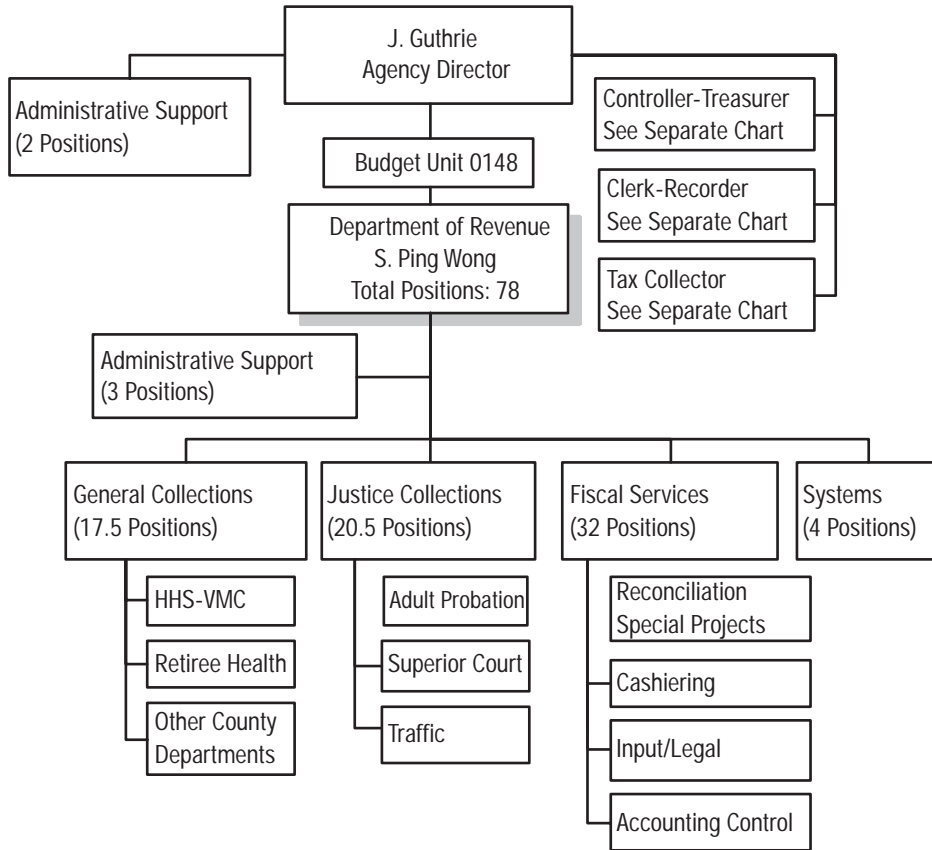 J. Guthrie
Agency Director
Administrative Support
(2 Positions)
Controller-Treasurer
See Separate Chart
Budget Unit 0148
Clerk-Recorder
See Separate Chart
Department of Revenue
S. Ping Wong
Total Positions: 78
Tax Collector
See Separate Chart
Administrative Support
(3 Positions)
General Collections
(17.5 Positions)
HHS-VMC
Retiree Health
Other County
Departments
Justice Collections
(20.5 Positions)
Adult Probation
Superior Court
Traffic
Fiscal Services
(32 Positions)
Reconciliation
Special Projects
Cashiering
Input/Legal
Accounting Control
Systems
(4 Positions)